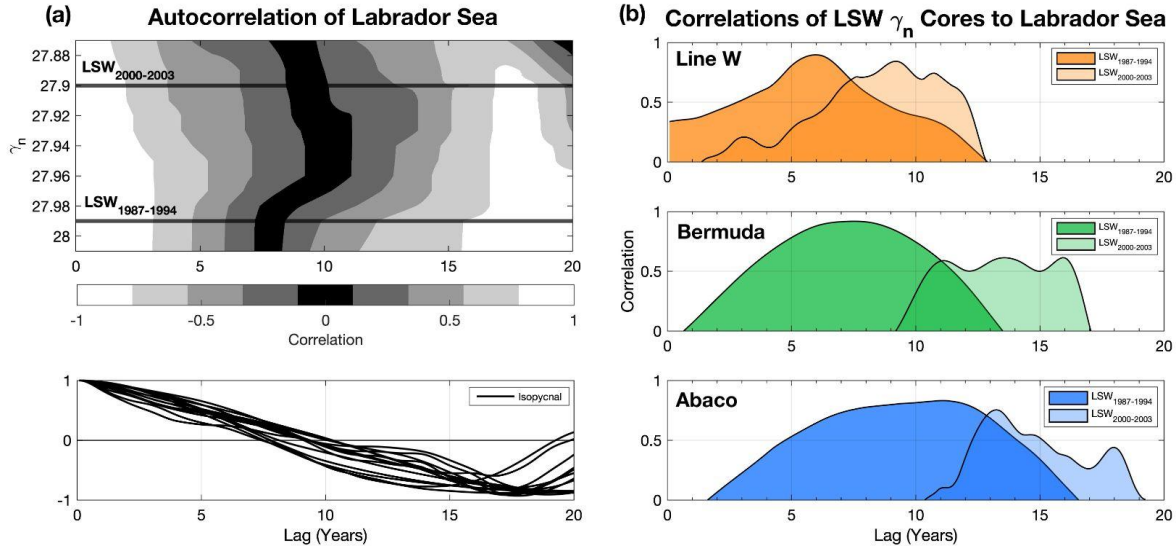 (a) Autocorrelation of Labrador Sea
27.88
27.9
27.92
27.94
27.96
27.98
28
γn
LSW2000-2003
LSW1987-1994
0 5 10 15 20
-1 -0.5 0 0.5 1
Correlation
1
0
-1
Isopycnal
0 5 10 15 20
Lag (Years)
(b) Correlations of LSW γn Cores to Labrador Sea
Line W
LSW1987-1994
LSW2000-2003
1
0.5
0
0 5 10 15 20
Bermuda
LSW1987-1994
LSW2000-2003
1
0.5
0
Correlation
0 5 10 15 20
Abaco
LSW1987-1994
LSW2000-2003
1
0.5
0
0 5 10 15 20
Lag (Years)